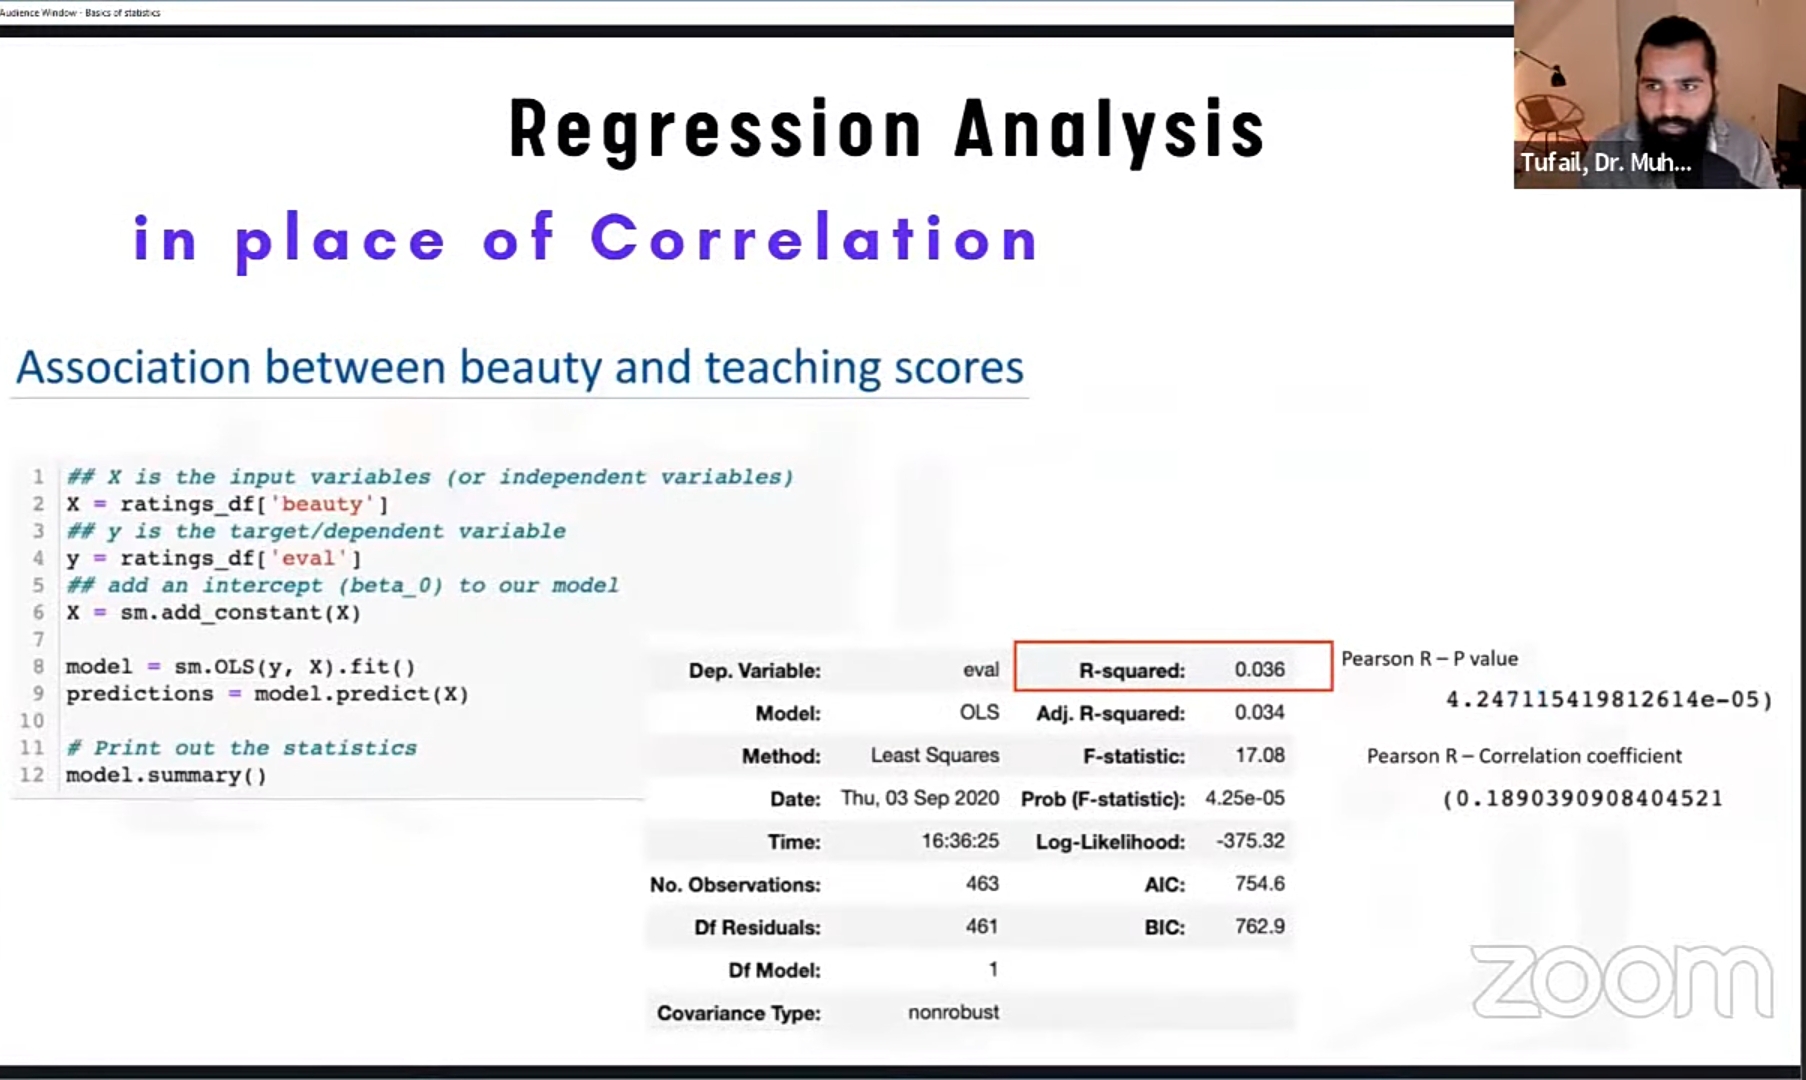 Audience Window - Basics of statistics
Tufail, Dr. Muh...
Regression Analysis
in place of Correlation
Association between beauty and teaching scores
1 ## X is the input variables (or independent variables)
2 X = ratings_df['beauty']
3 ## y is the target/dependent variable
4 y = ratings_df['eval']
5 ## add an intercept (beta_0) to our model
6 X = sm.add_constant(X)
7
8 model = sm.OLS(y, X).fit()
9 predictions = model.predict(X)
10
11 # Print out the statistics
12 model.summary()
Dep. Variable: eval R-squared: 0.036
Model: OLS Adj. R-squared: 0.034
Method: Least Squares F-statistic: 17.08
Date: Thu, 03 Sep 2020 Prob (F-statistic): 4.25e-05
Time: 16:36:25 Log-Likelihood: -375.32
No. Observations: 463 AIC: 754.6
Df Residuals: 461 BIC: 762.9
Df Model: 1
Covariance Type: nonrobust
Pearson R – P value
4.247115419812614e-05)
Pearson R – Correlation coefficient
(0.1890390908404521
zoom